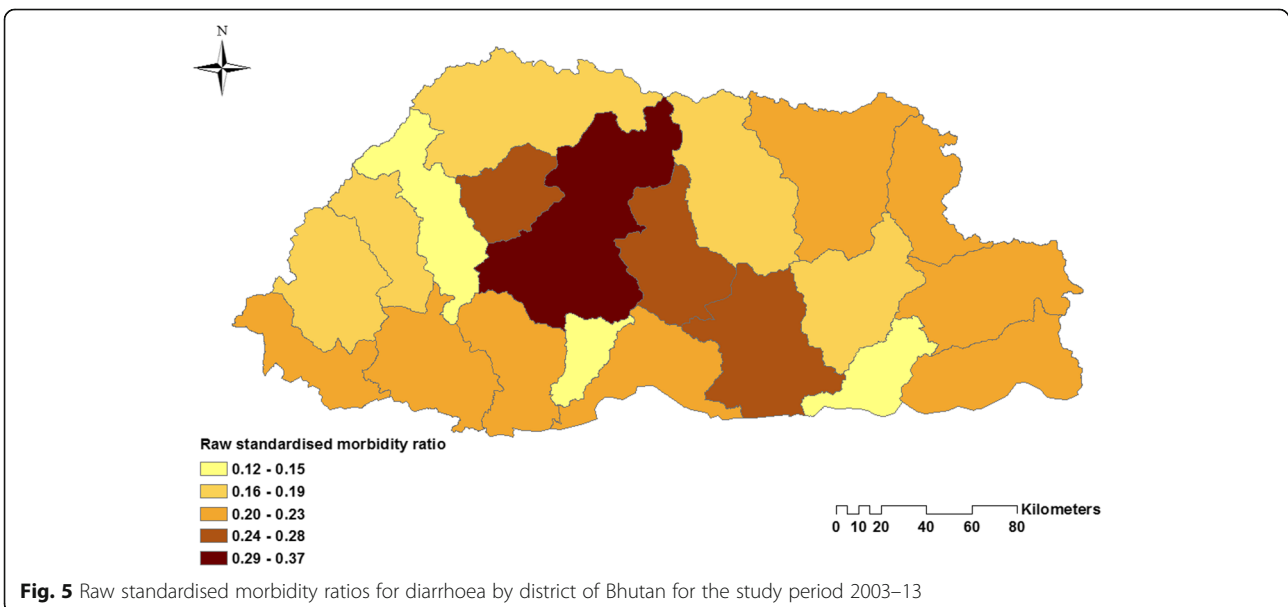 N
Raw standardised morbidity ratio
0.12 - 0.15
0.16 - 0.19
0.20 - 0.23
0.24 - 0.28
0.29 - 0.37
Kilometers
0 10 20 40 60 80
Fig. 5 Raw standardised morbidity ratios for diarrhoea by district of Bhutan for the study period 2003–13